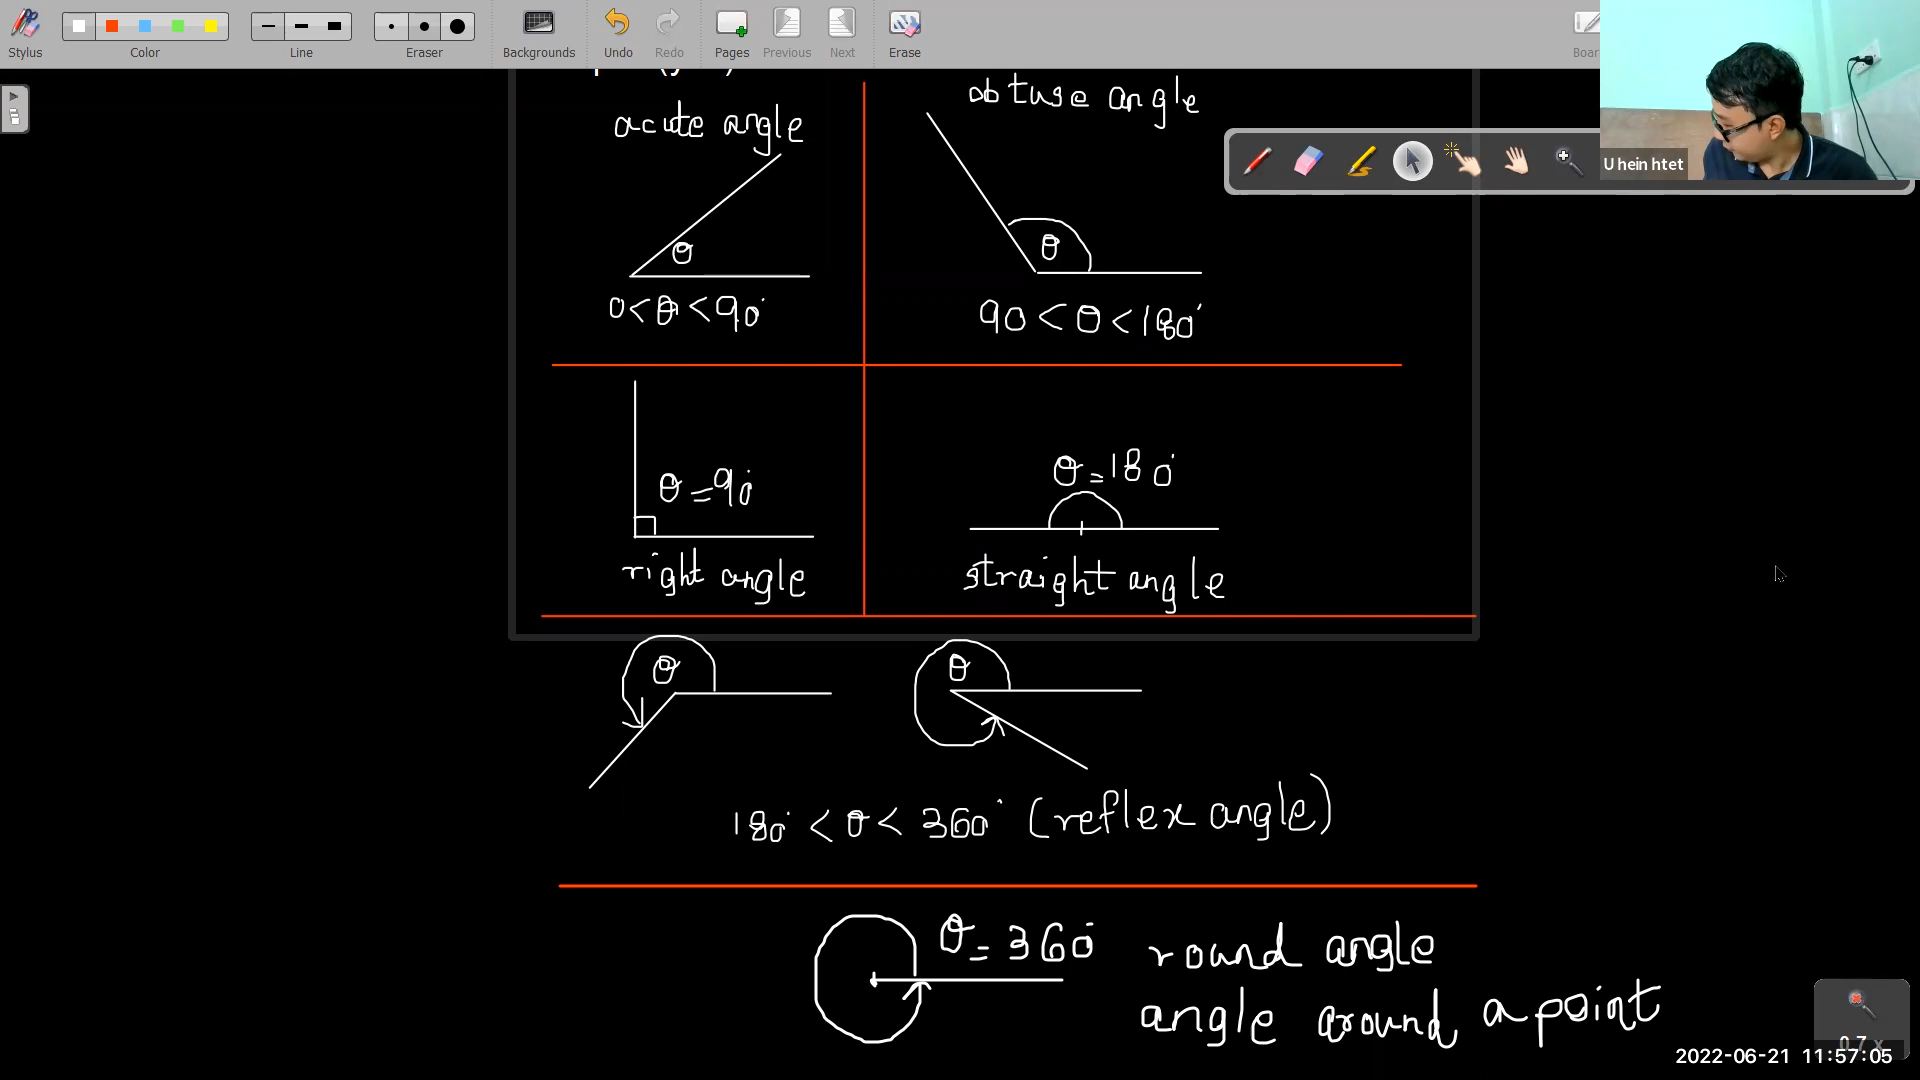 Stylus
Color
Line
Eraser
Backgrounds
Undo
Redo
Pages
Previous
Next
Erase
U hein htet
acute angle
θ
0 < θ < 90°
obtuse angle
θ
90 < θ < 180°
θ = 90°
right angle
θ = 180°
straight angle
θ
θ
180° < θ < 360° (reflex angle)
θ = 360° round angle
angle around a point
0.7 x
2022-06-21 11:57:05